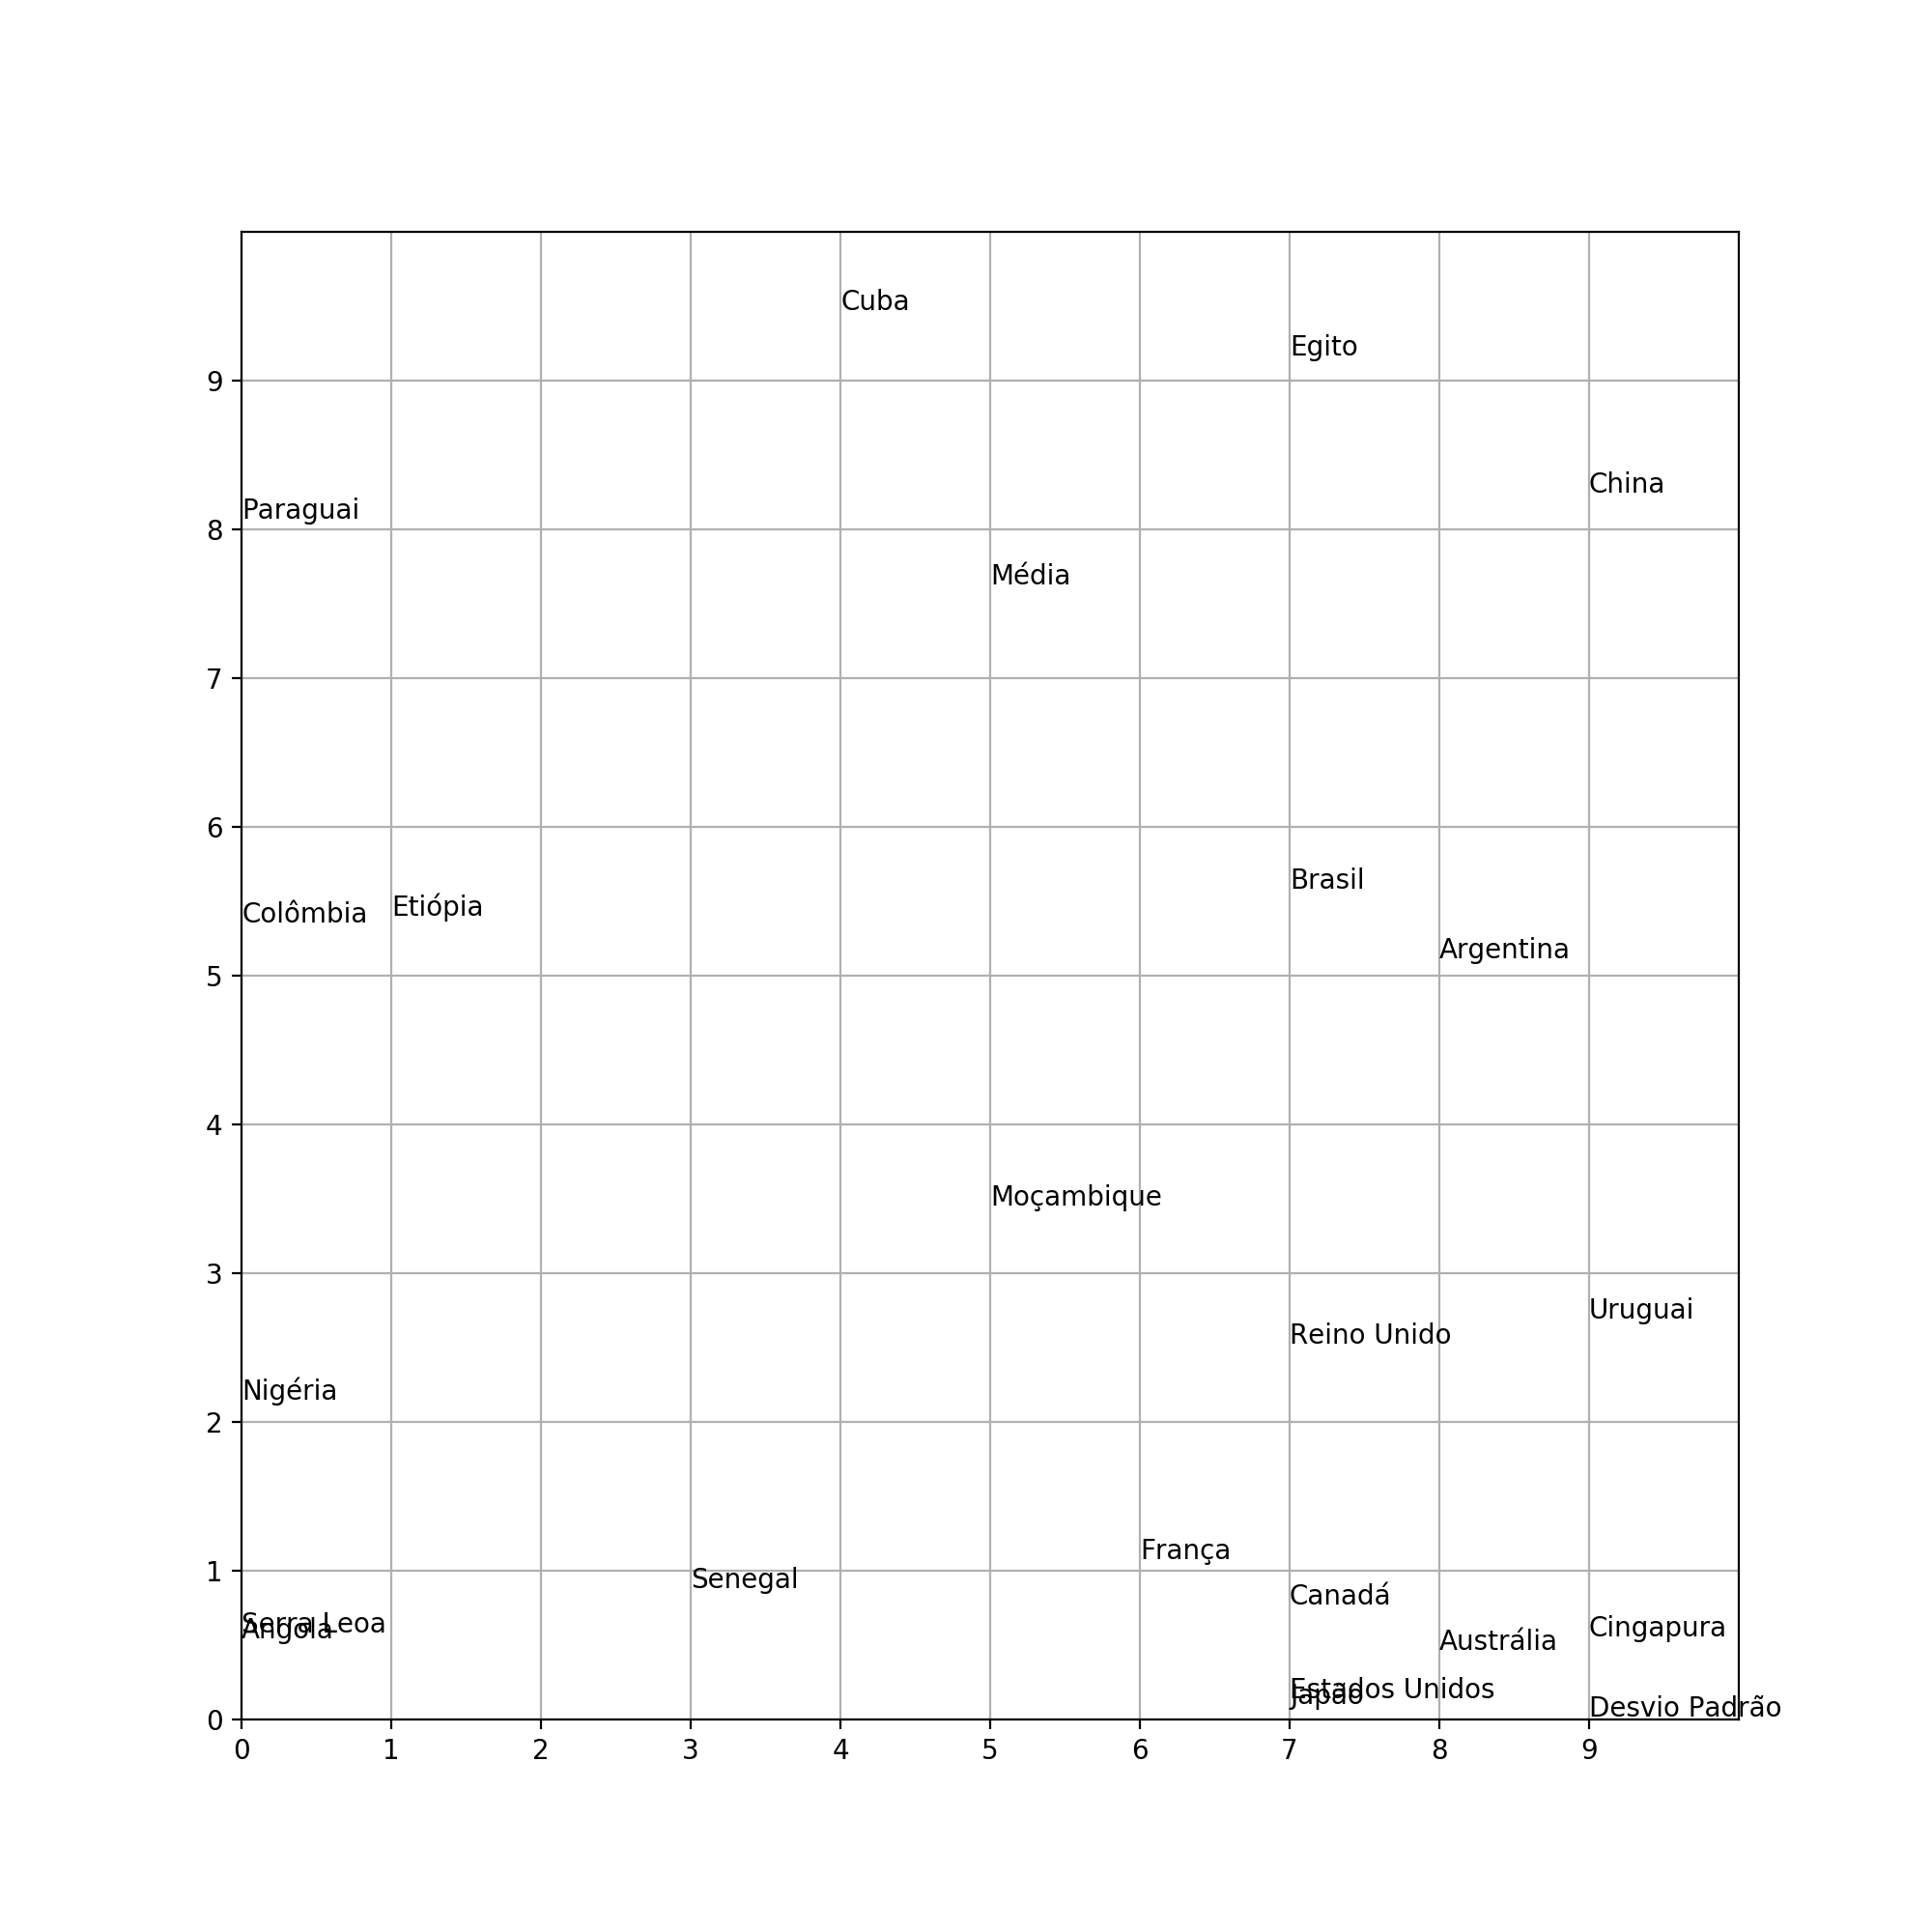 Cuba
Egito
9
China
Paraguai
8
Média
7
6
Brasil
Colômbia
Etiópia
Argentina
5
4
Moçambique
3
Uruguai
Reino Unido
Nigéria
2
França
1
Senegal
Canadá
Serra Leoa
Angola
Cingapura
Austrália
Estados Unidos
Japão
Desvio Padrão
0
0 1 2 3 4 5 6 7 8 9